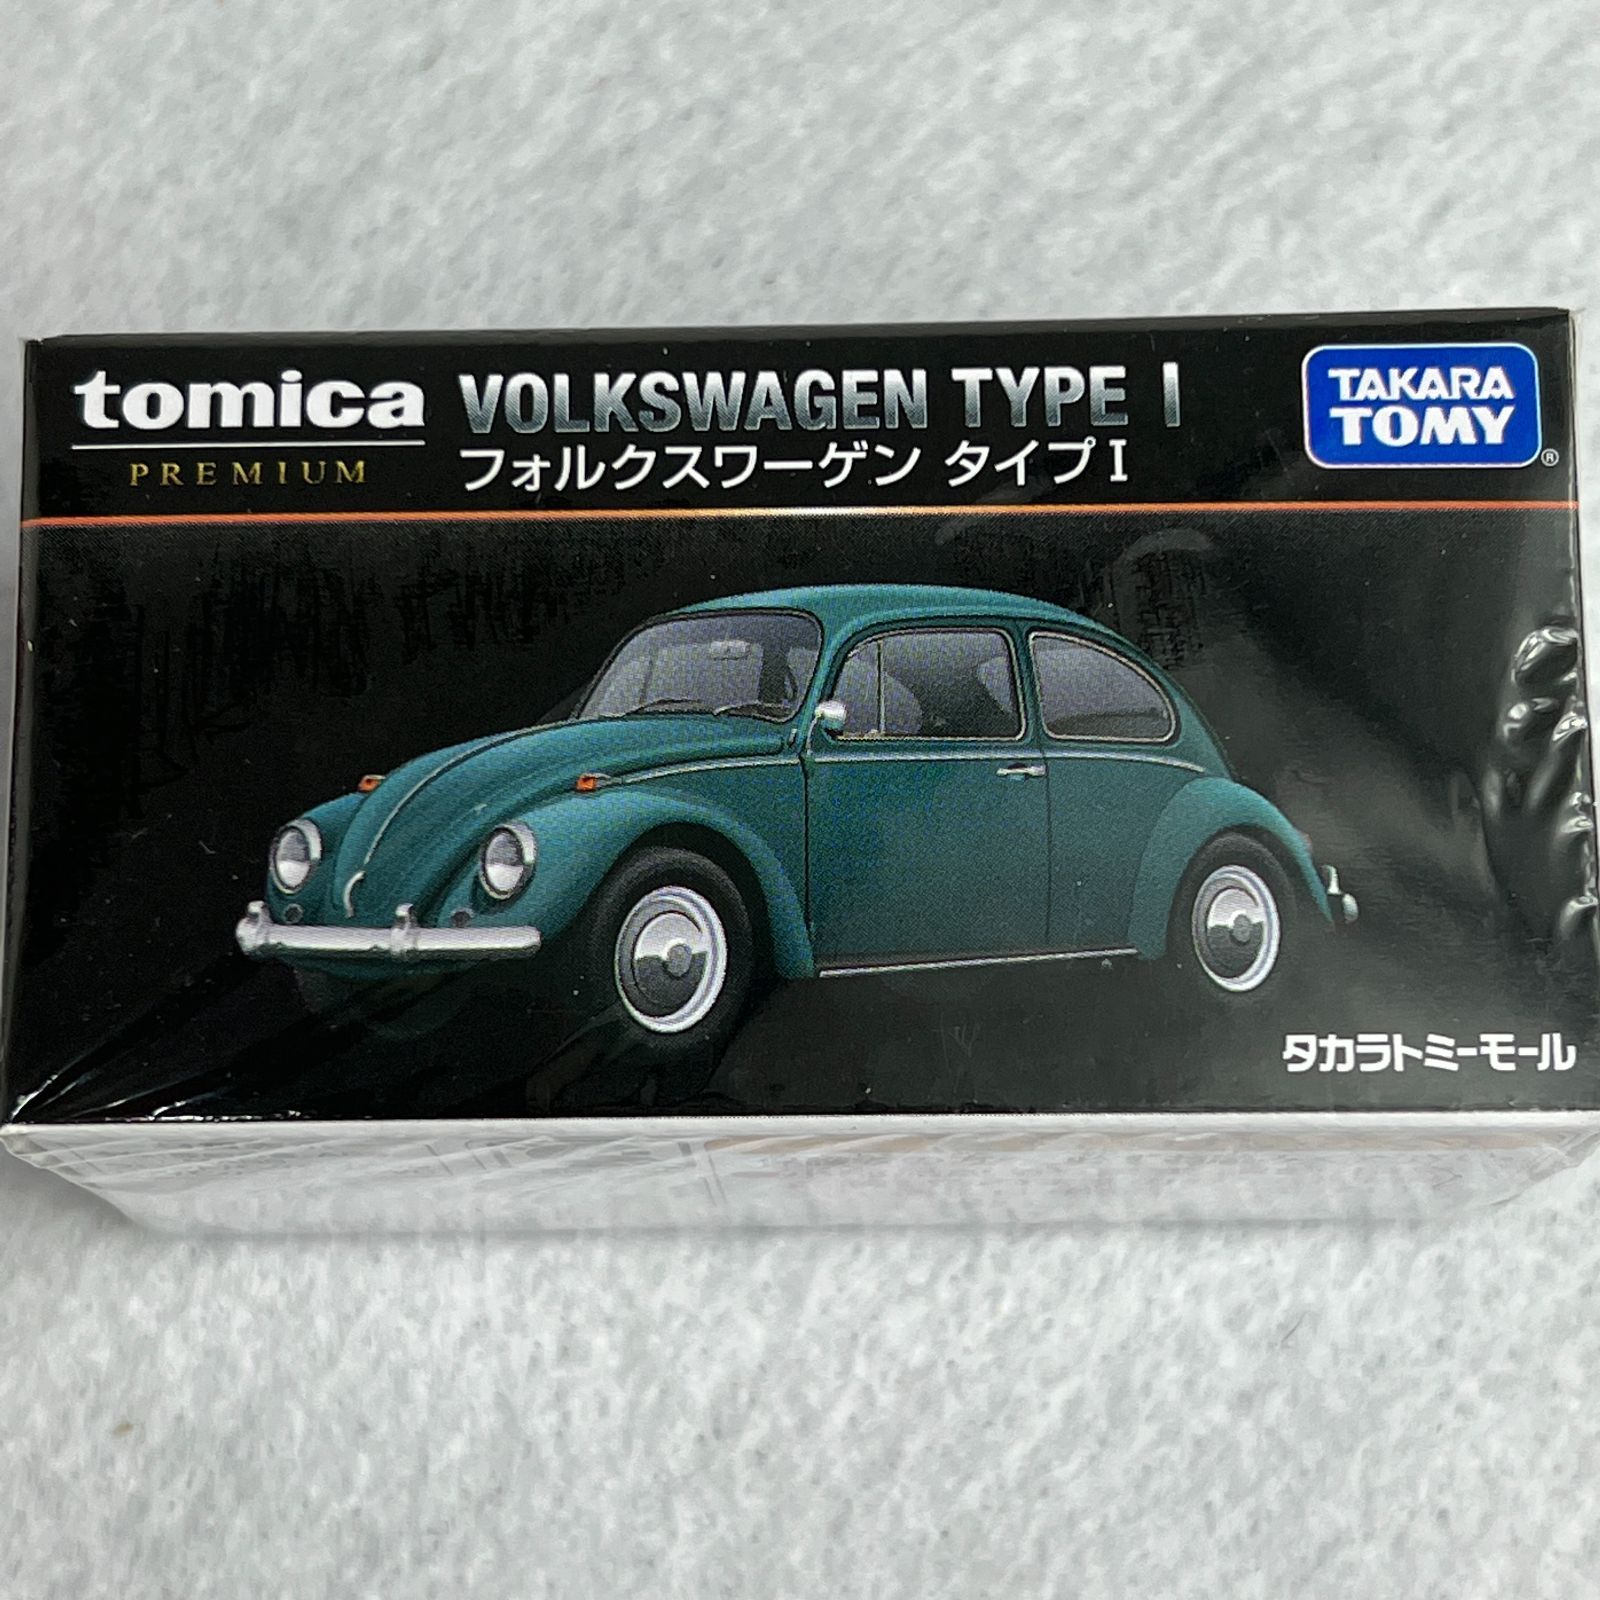 tomica
PREMIUM
VOLKSWAGEN TYPE I
フォルクスワーゲン タイプI
TAKARA
TOMY
®
タカラトミーモール